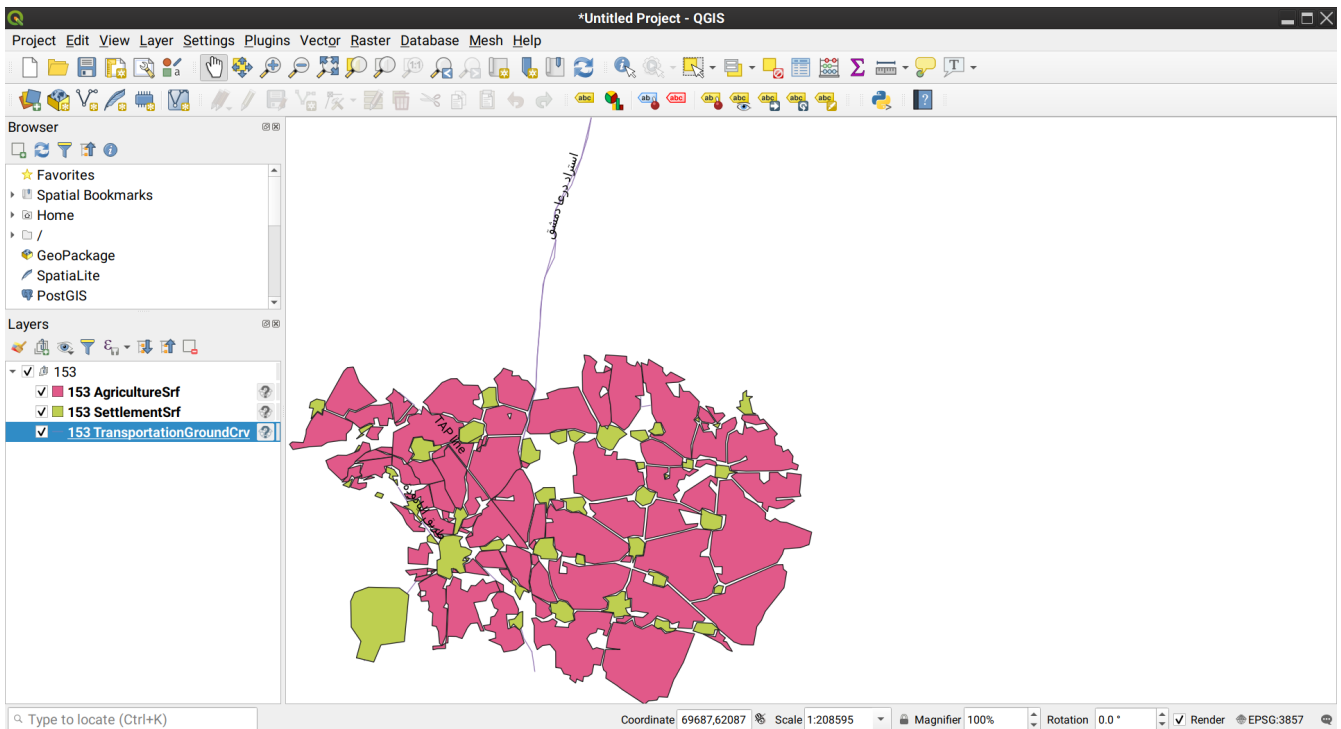 *Untitled Project - QGIS
Project Edit View Layer Settings Plugins Vector Raster Database Mesh Help
Browser
Favorites
Spatial Bookmarks
Home
/
GeoPackage
SpatiaLite
PostGIS
Layers
153
153 AgricultureSrf
153 SettlementSrf
153 TransportationGroundCrv
استراد درعا دمشق
TAP line
Type to locate (Ctrl+K)
Coordinate 69687,62087 Scale 1:208595 Magnifier 100% Rotation 0.0 ° Render EPSG:3857